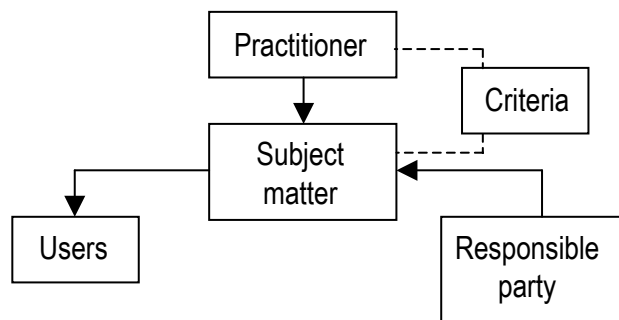 Practitioner
Criteria
Subject
matter
Users
Responsible
party